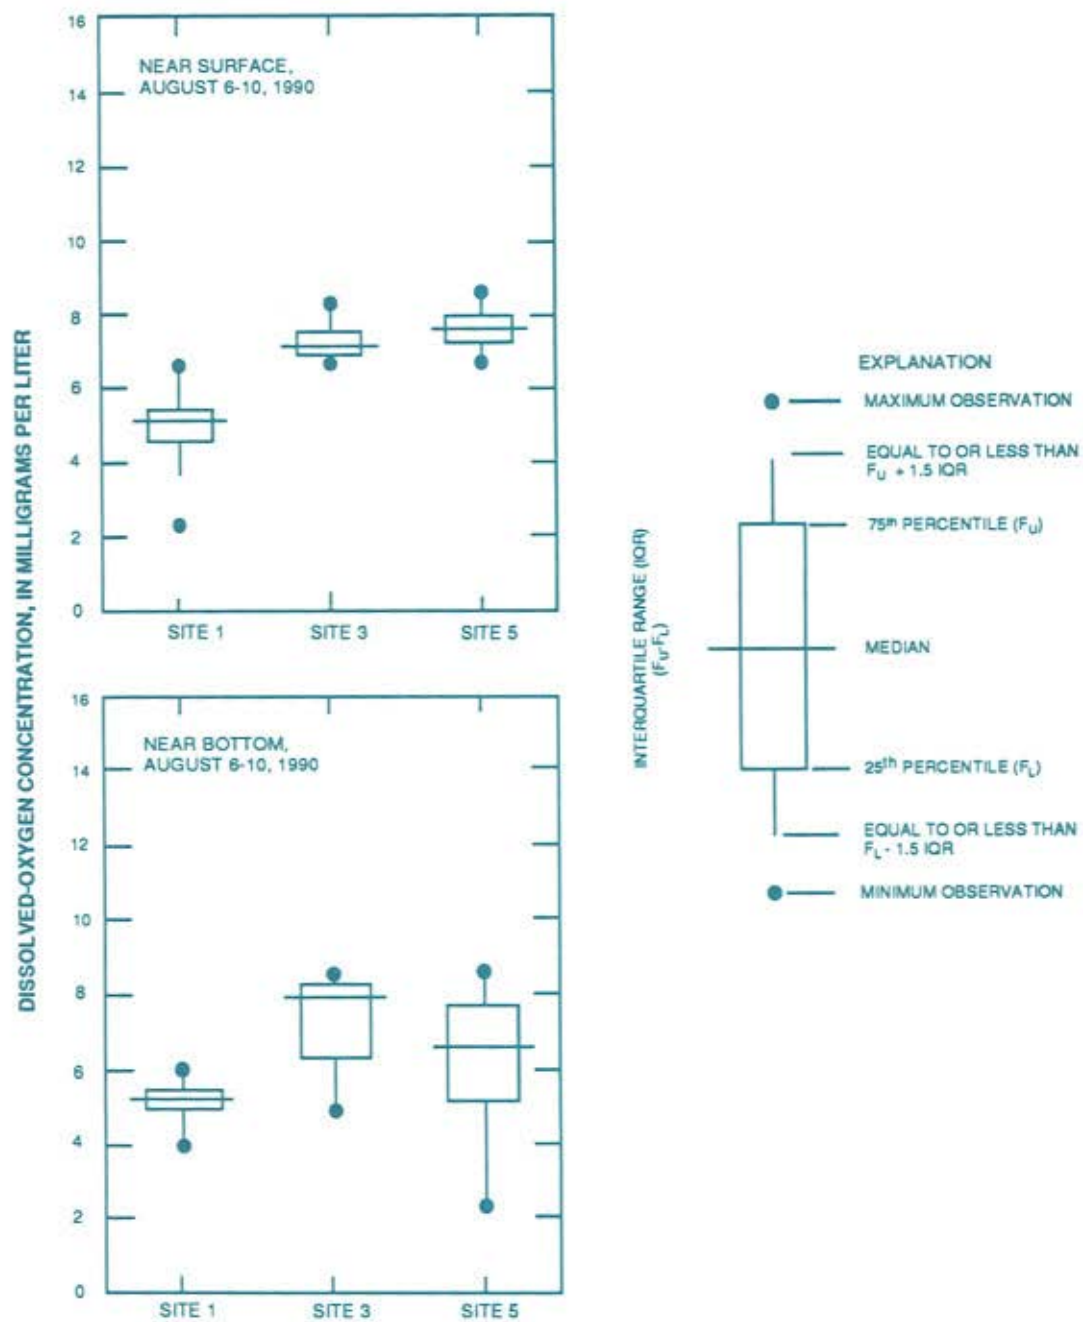 DISSOLVED-OXYGEN CONCENTRATION, IN MILLIGRAMS PER LITER
16
14
12
10
8
6
4
2
0
NEAR SURFACE,
AUGUST 6-10, 1990
SITE 1
SITE 3
SITE 5
16
14
12
10
8
6
4
2
0
NEAR BOTTOM,
AUGUST 6-10, 1990
SITE 1
SITE 3
SITE 5
EXPLANATION
MAXIMUM OBSERVATION
EQUAL TO OR LESS THAN
FU + 1.5 IQR
75th PERCENTILE (FU)
INTERQUARTILE RANGE (IQR)
(FU-FL)
MEDIAN
25th PERCENTILE (FL)
EQUAL TO OR LESS THAN
FL - 1.5 IQR
MINIMUM OBSERVATION